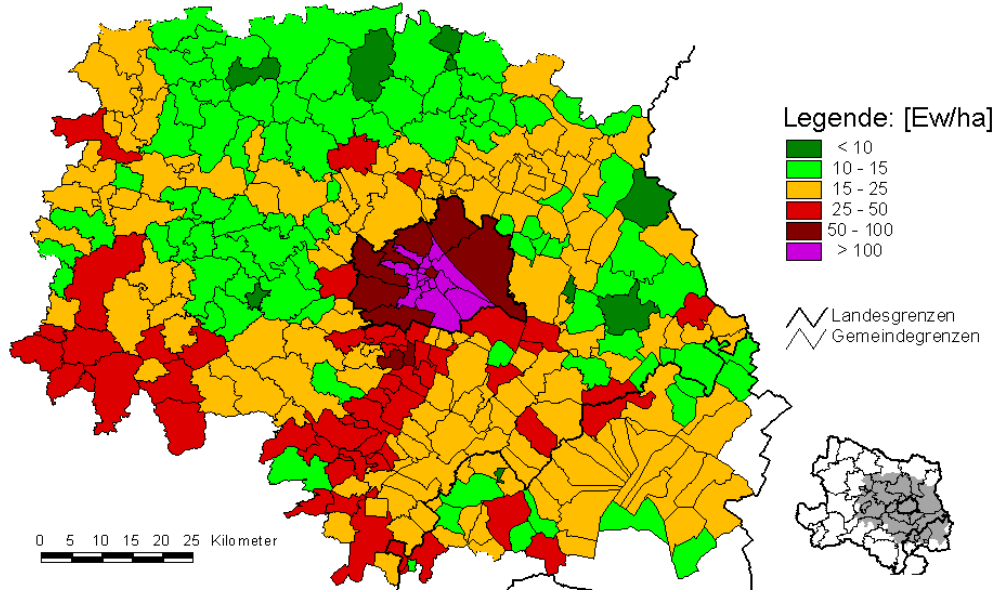 Legende: [Ew/ha]
< 10
10 - 15
15 - 25
25 - 50
50 - 100
> 100
Landesgrenzen
Gemeindegrenzen
0 5 10 15 20 25 Kilometer